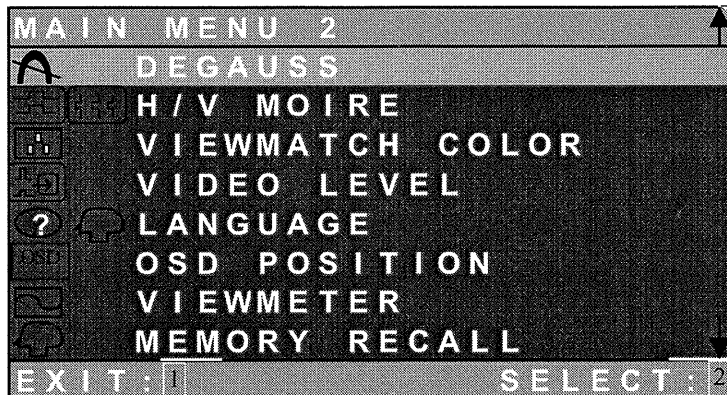 MAIN MENU 2
DEGAUSS
H/V MOIRE
VIEWMATCH COLOR
VIDEO LEVEL
? LANGUAGE
OSD OSD POSITION
VIEWMETER
MEMORY RECALL
EXIT: 1 SELECT: 2